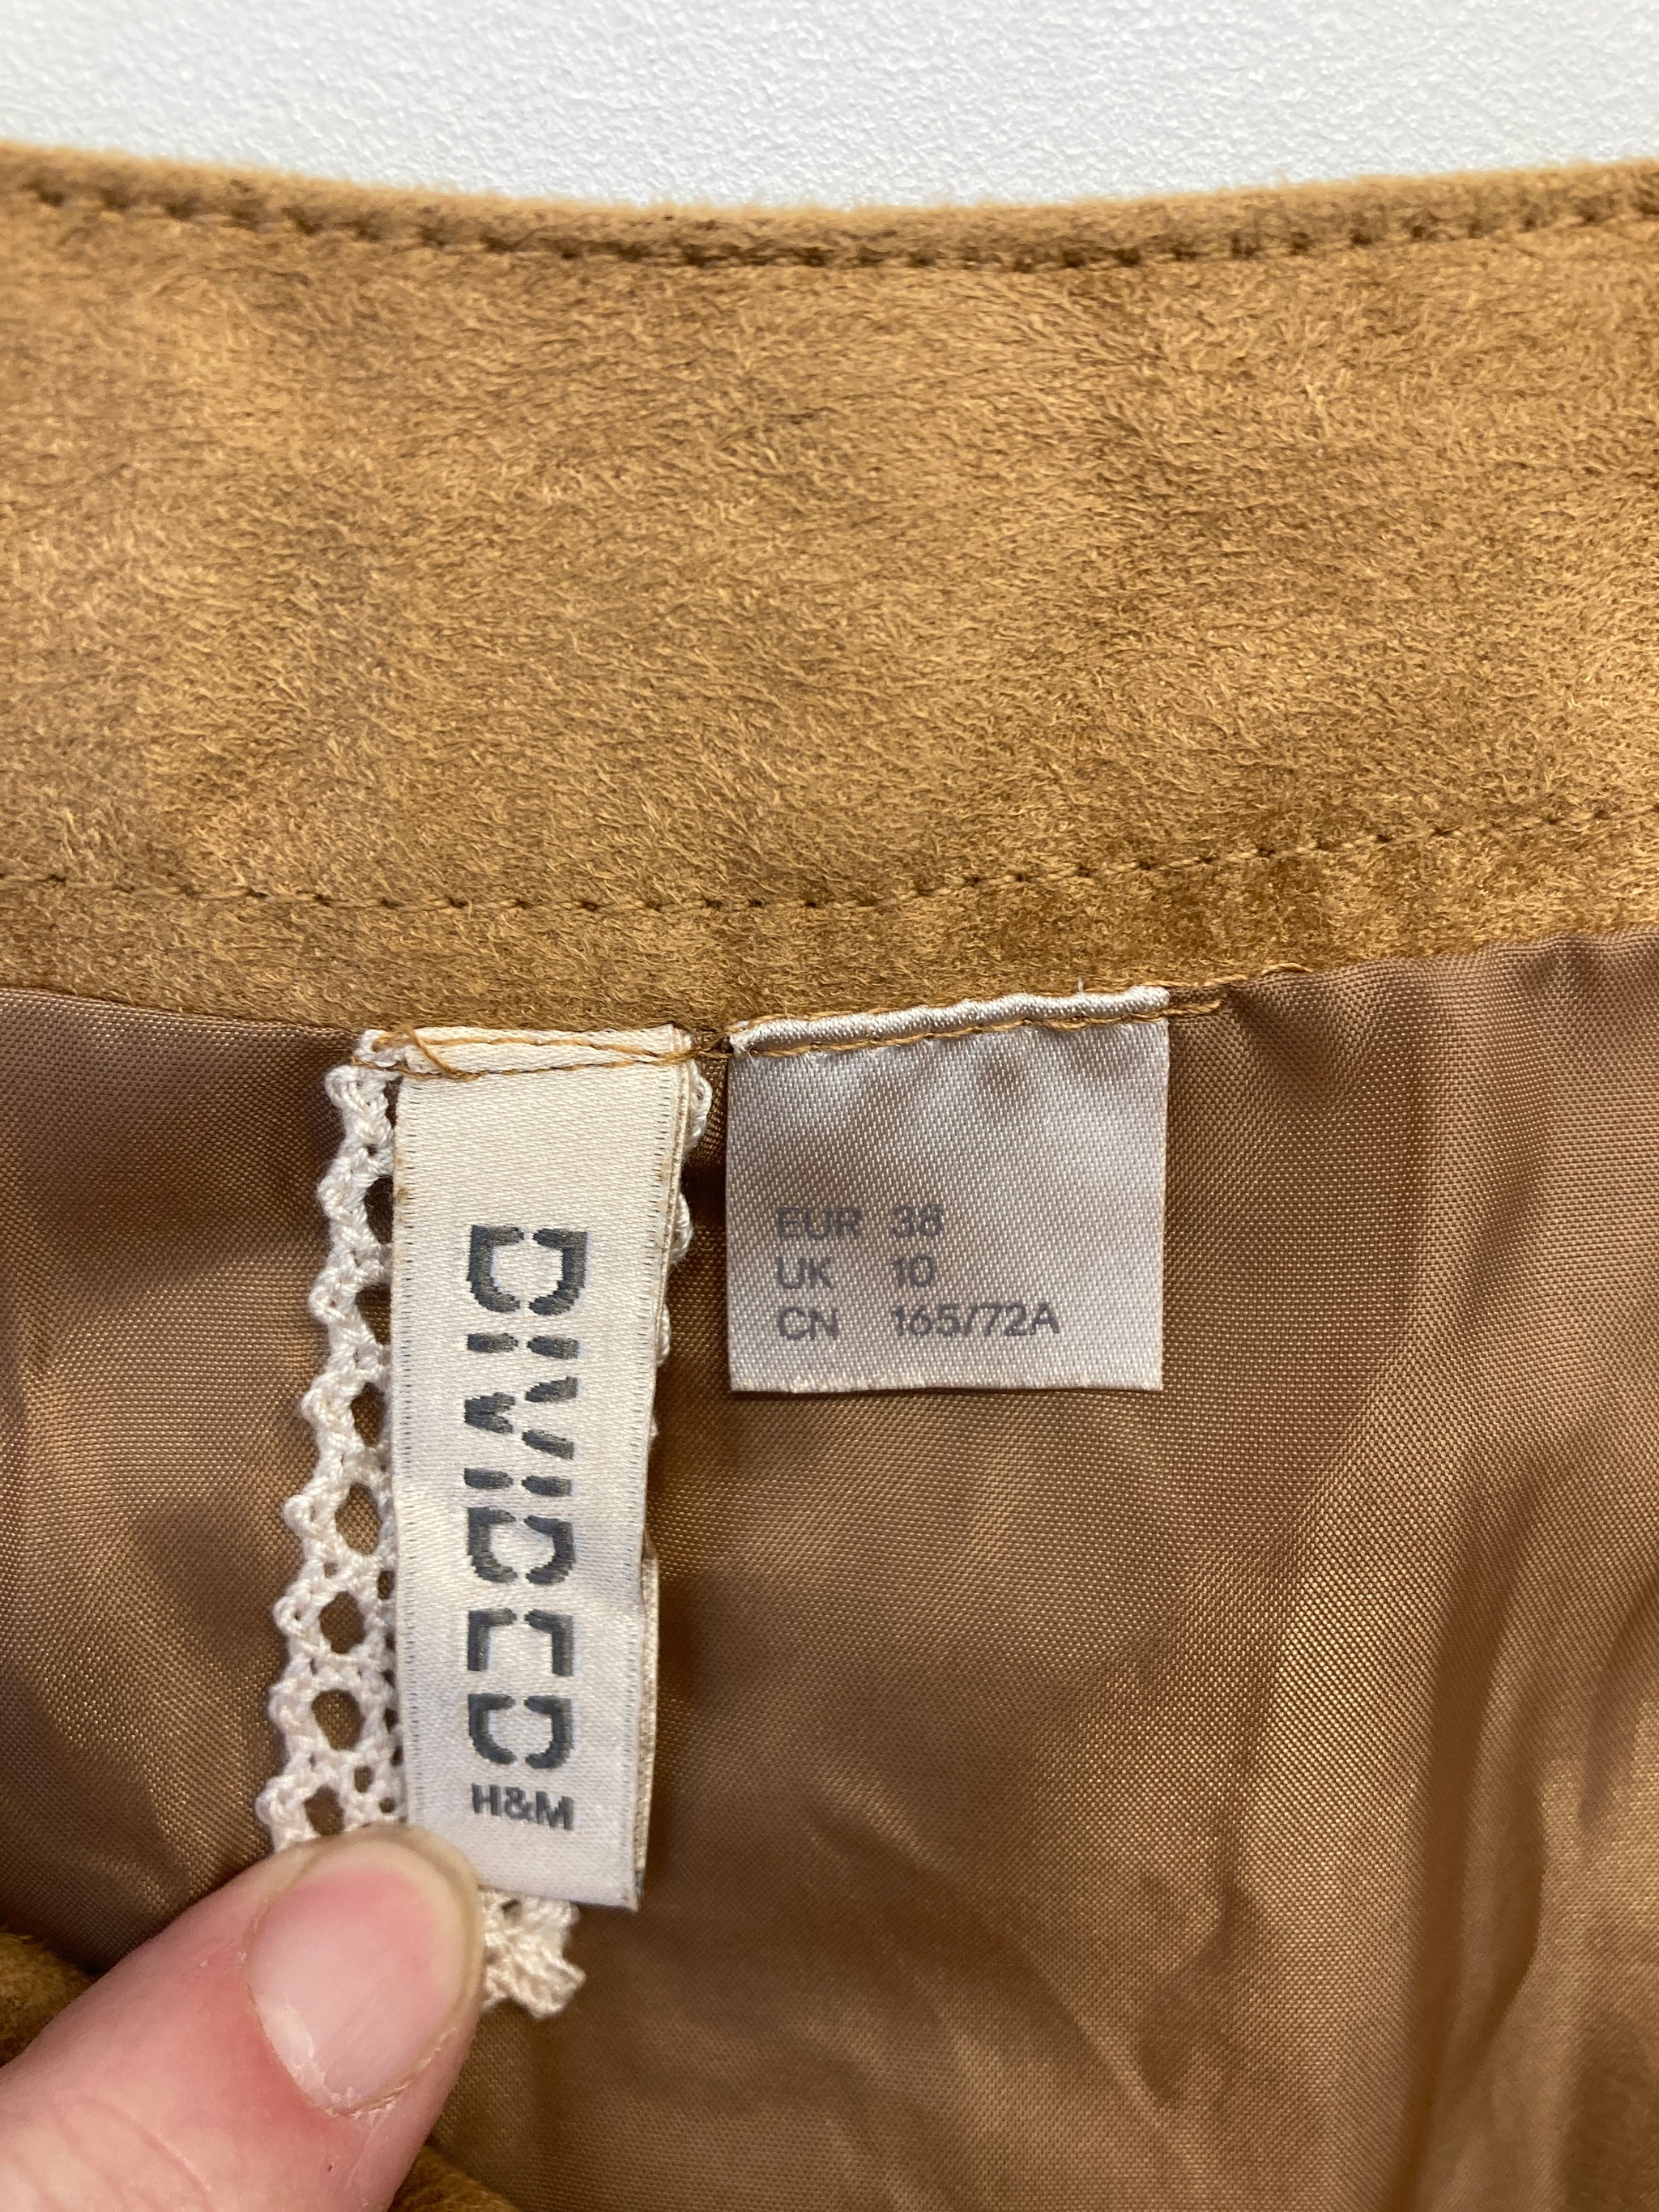 DIVIDED
H&M
EUR 38
UK 10
CN 165/72A